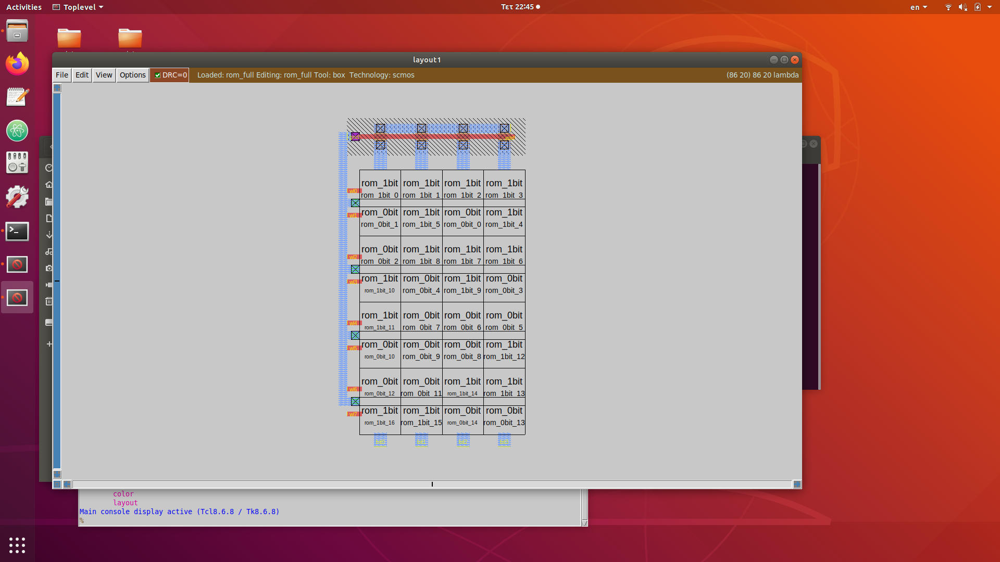 Activities Toplevel Τετ 22:45 en
layout1
File Edit View Options DRC=0 Loaded: rom_full Editing: rom_full Tool: box Technology: scmos (86 20) 86 20 lambda
gnd
rom_1bit rom_1bit rom_1bit rom_1bit
wl0
rom_1bit_0 rom_1bit_1 rom_1bit_2 rom_1bit_3
wl1 rom_0bit rom_1bit rom_0bit rom_1bit
rom_0bit_1 rom_1bit_5 rom_0bit_0 rom_1bit_4
rom_0bit rom_1bit rom_1bit rom_1bit
wl2
rom_0bit_2 rom_1bit_8 rom_1bit_7 rom_1bit_6
wl3 rom_1bit rom_0bit rom_1bit rom_0bit
rom_1bit_10 rom_0bit_4 rom_1bit_9 rom_0bit_3
rom_1bit rom_0bit rom_0bit rom_0bit
wl4
rom_1bit_11 rom_0bit_7 rom_0bit_6 rom_0bit_5
wl5 rom_0bit rom_0bit rom_0bit rom_1bit
rom_0bit_10 rom_0bit_9 rom_0bit_8 rom_1bit_12
rom_0bit rom_0bit rom_1bit rom_1bit
wl6
rom_0bit_12 rom_0bit_11 rom_1bit_14 rom_1bit_13
wl7 rom_1bit rom_1bit rom_0bit rom_0bit
rom_1bit_16 rom_1bit_15 rom_0bit_14 rom_0bit_13
color
layout
Main console display active (Tcl8.6.8 / Tk8.6.8)
%